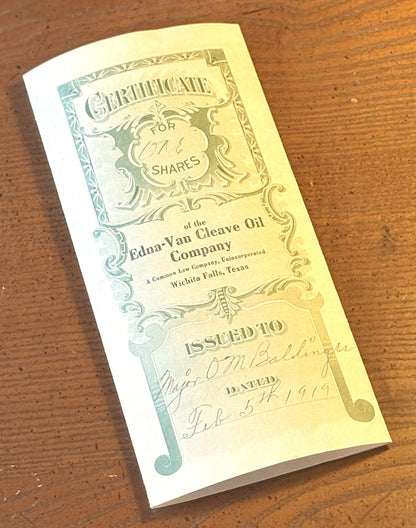 CERTIFICATE
FOR
One
SHARES
of the
Edna-Van Cleave Oil
Company
A Common Law Company, Unincorporated
Wichita Falls, Texas
ISSUED TO
Major O M Baldinger
DATED
Feb 5th 1919